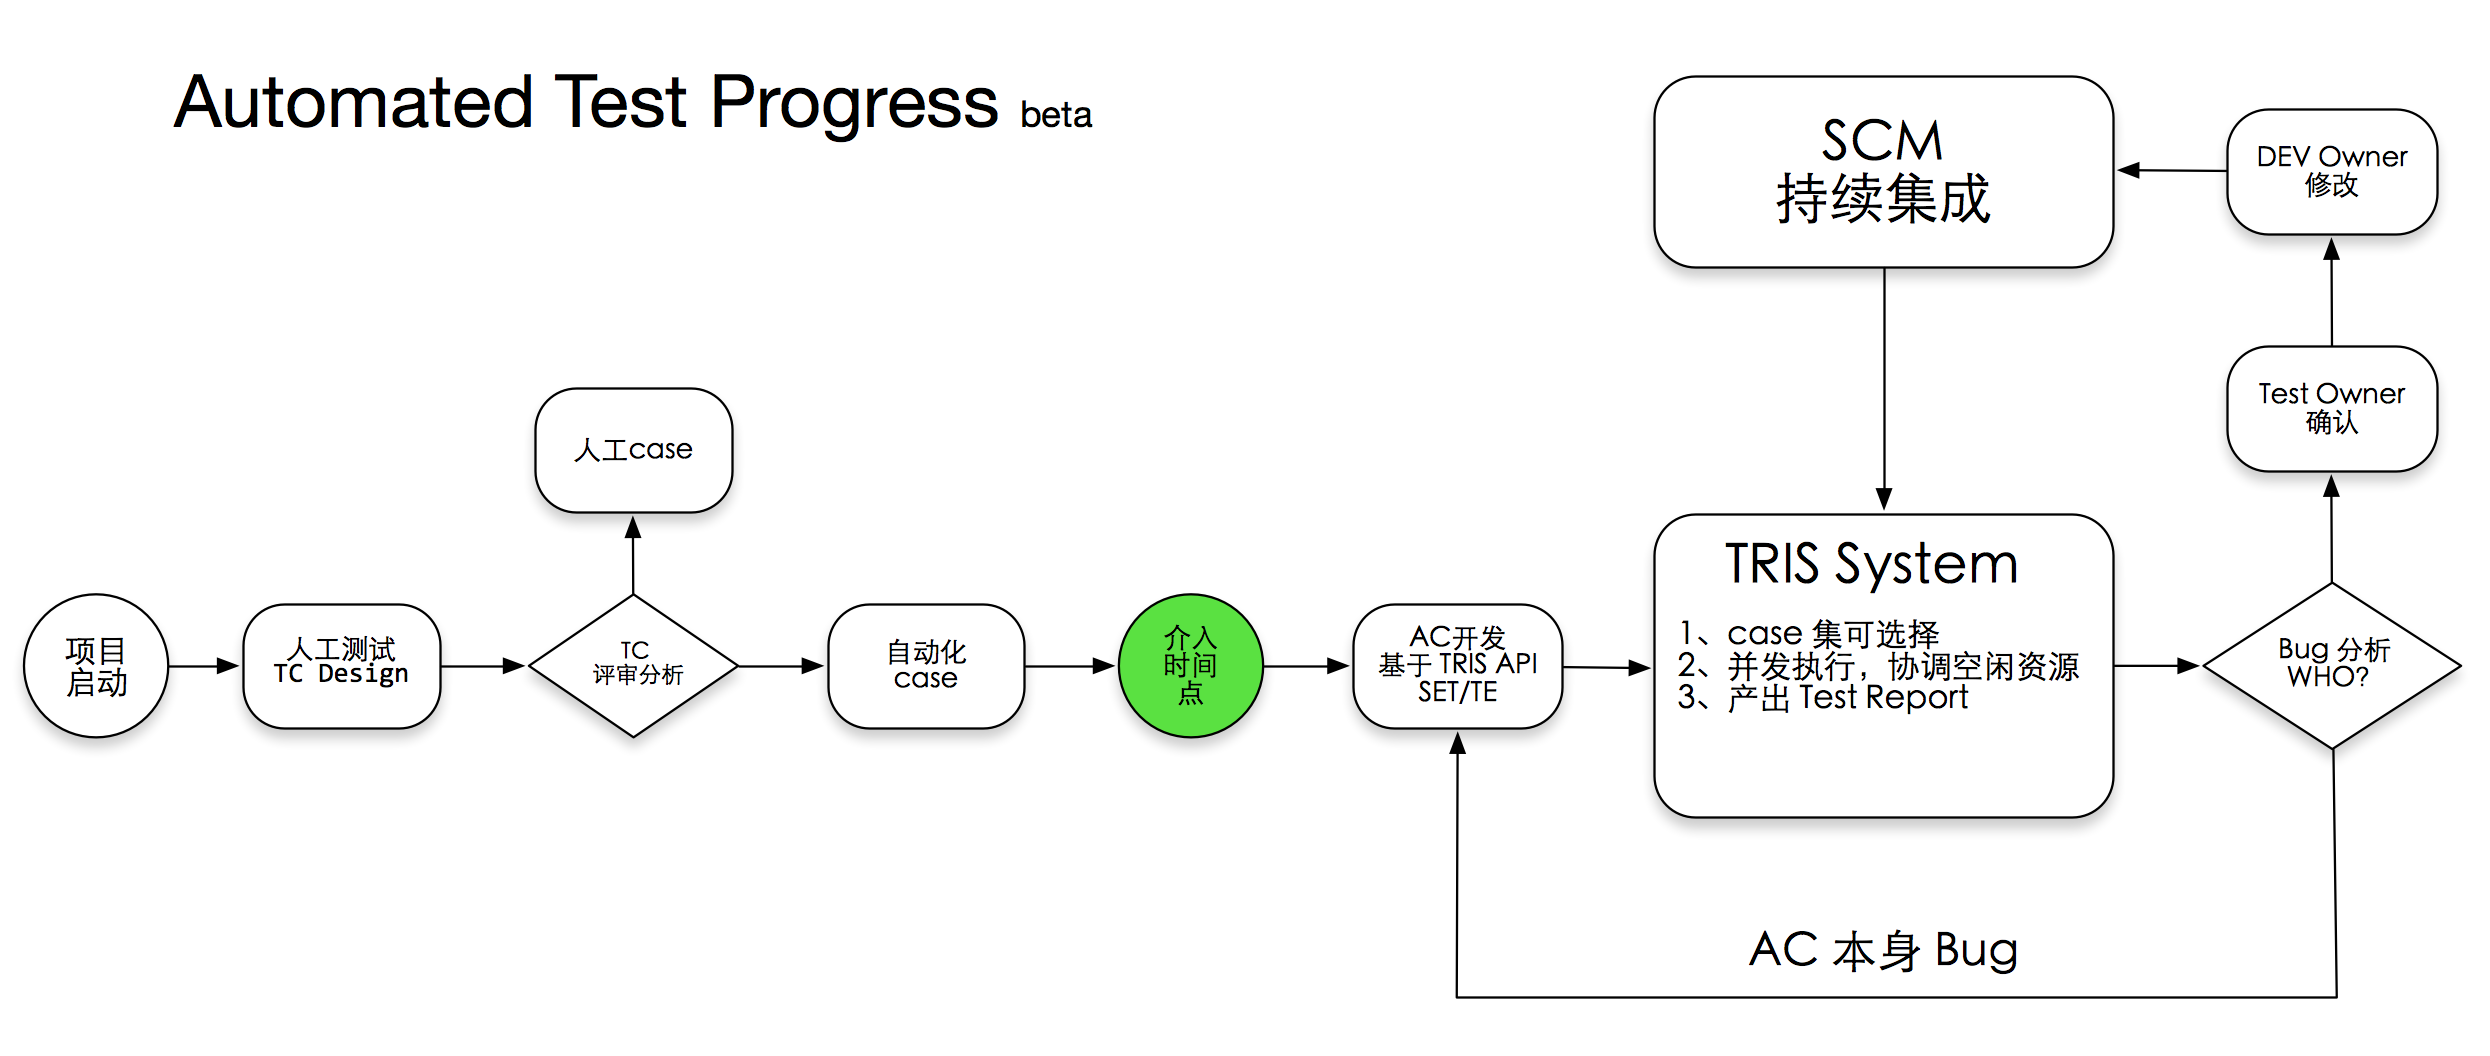 Automated Test Progress beta
SCM
持续集成
DEV Owner
修改
Test Owner
确认
人工case
项目
启动
人工测试
TC Design
TC
评审分析
自动化
case
介入
时间
点
AC开发
基于 TRIS API
SET/TE
TRIS System
1、case 集可选择
2、并发执行，协调空闲资源
3、产出 Test Report
Bug 分析
WHO?
AC 本身 Bug